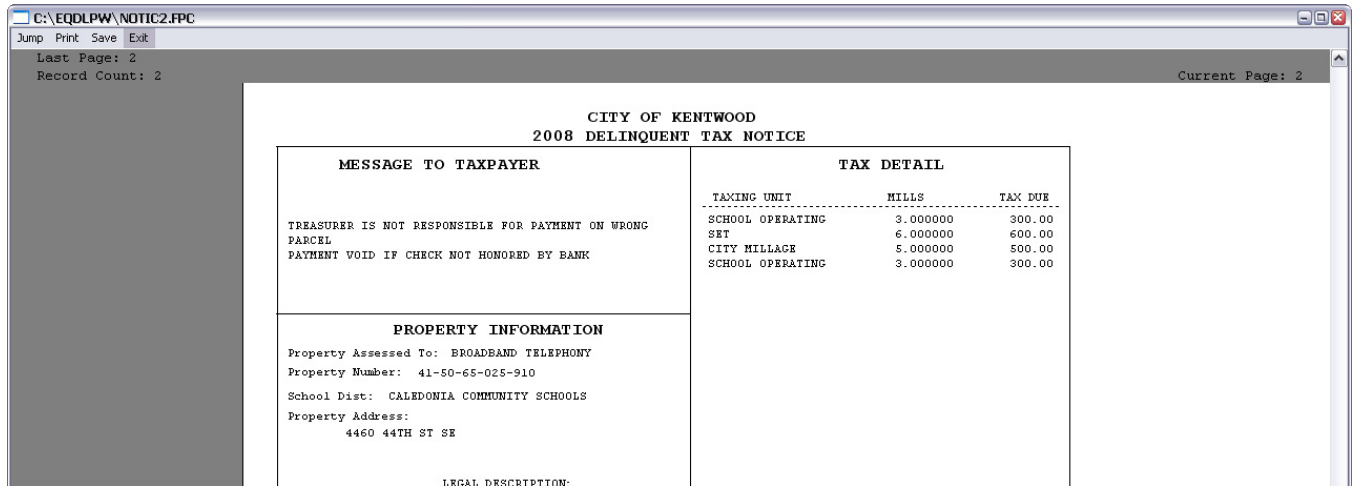 C:\EQDLPW\NOTIC2.FPC
Jump Print Save Exit
Last Page: 2
Record Count: 2
Current Page: 2
CITY OF KENTWOOD
2008 DELINQUENT TAX NOTICE
MESSAGE TO TAXPAYER
TREASURER IS NOT RESPONSIBLE FOR PAYMENT ON WRONG
PARCEL
PAYMENT VOID IF CHECK NOT HONORED BY BANK
TAX DETAIL
TAXING UNIT MILLS TAX DUE
SCHOOL OPERATING 3.000000 300.00
SET 6.000000 600.00
CITY MILLAGE 5.000000 500.00
SCHOOL OPERATING 3.000000 300.00
PROPERTY INFORMATION
Property Assessed To: BROADBAND TELEPHONY
Property Number: 41-50-65-025-910
School Dist: CALEDONIA COMMUNITY SCHOOLS
Property Address:
4460 44TH ST SE
LEGAL DESCRIPTION: